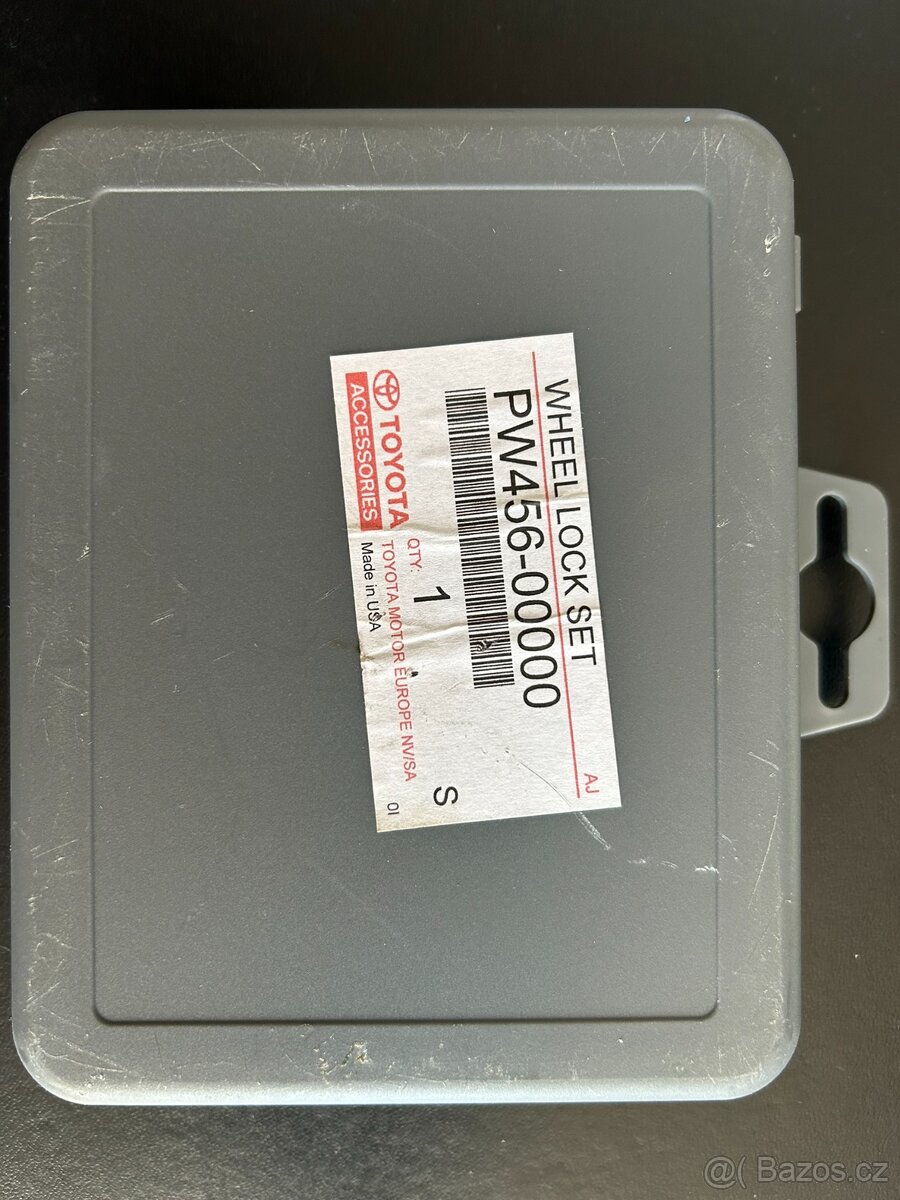 WHEEL LOCK SET
AJ
PW456-00000
S
QTY: 1
TOYOTA
TOYOTA MOTOR EUROPE NV/SA
ACCESSORIES
Made in USA
OI
@( Bazos.cz